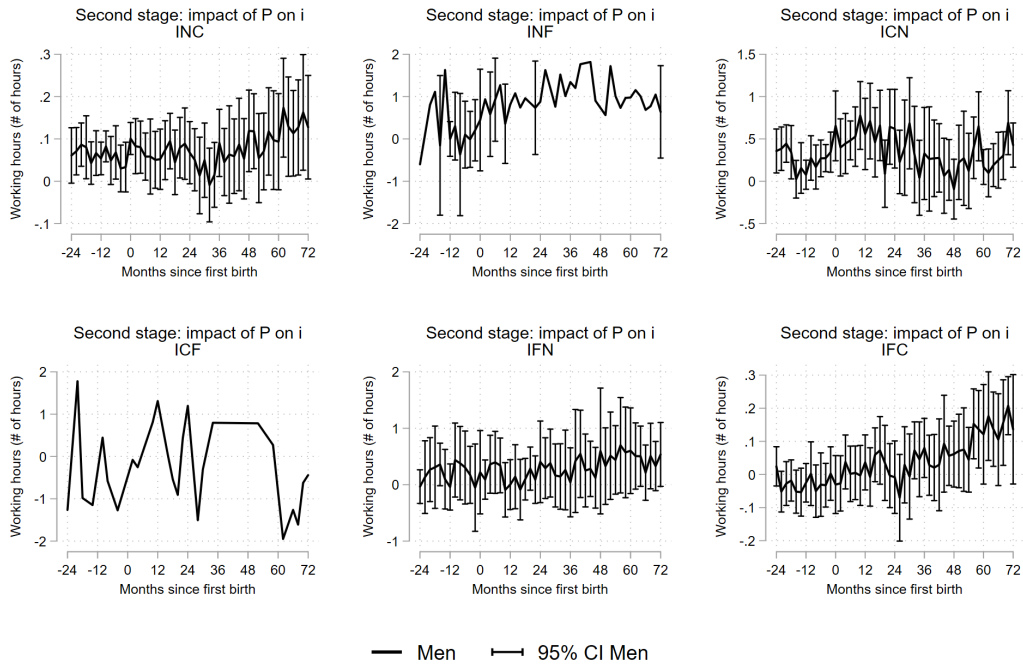 Second stage: impact of P on i
INC
Working hours (# of hours)
.3
.2
.1
0
-.1
-24 -12 0 12 24 36 48 60 72
Months since first birth
Second stage: impact of P on i
INF
Working hours (# of hours)
2
1
0
-1
-2
-24 -12 0 12 24 36 48 60 72
Months since first birth
Second stage: impact of P on i
ICN
Working hours (# of hours)
1.5
1
.5
0
-.5
-24 -12 0 12 24 36 48 60 72
Months since first birth
Second stage: impact of P on i
ICF
Working hours (# of hours)
2
1
0
-1
-2
-24 -12 0 12 24 36 48 60 72
Months since first birth
Second stage: impact of P on i
IFN
Working hours (# of hours)
2
1
0
-1
-24 -12 0 12 24 36 48 60 72
Months since first birth
Second stage: impact of P on i
IFC
Working hours (# of hours)
.3
.2
.1
0
-.1
-.2
-24 -12 0 12 24 36 48 60 72
Months since first birth
Men 95% CI Men